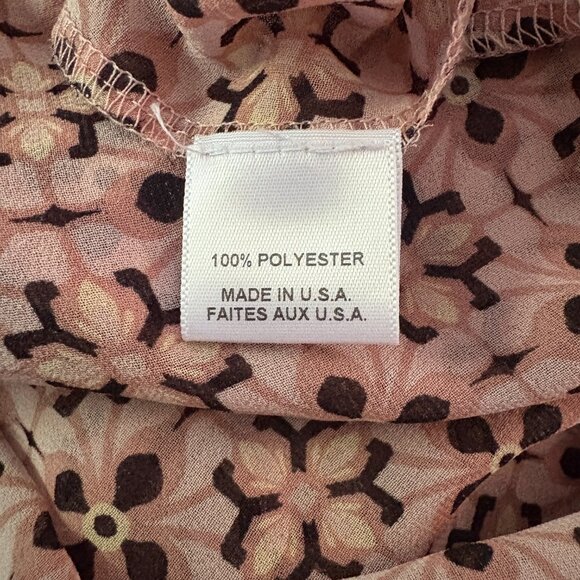 100% POLYESTER
MADE IN U.S.A.
FAITES AUX U.S.A.